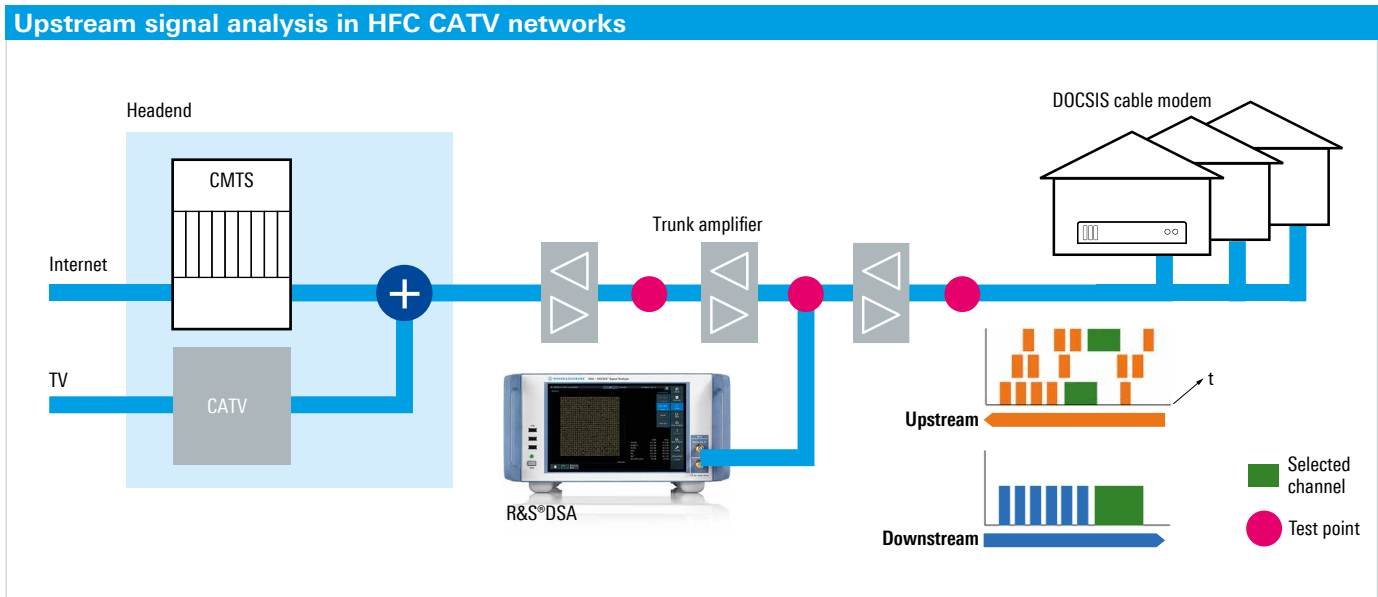 Upstream signal analysis in HFC CATV networks
Headend
DOCSIS cable modem
CMTS
Trunk amplifier
Internet
+
TV
CATV
t
Upstream
Selected
channel
R&S®DSA
Downstream
Test point